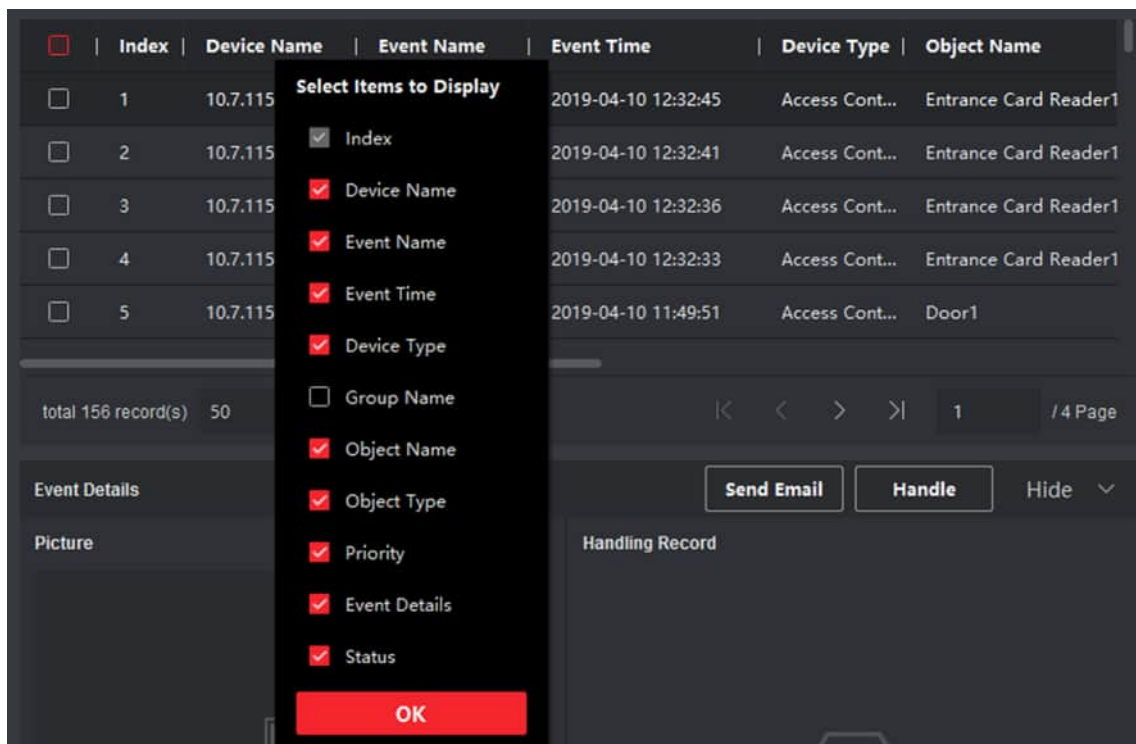 Index | Device Name | Event Name | Event Time | Device Type | Object Name
1 10.7.115 2019-04-10 12:32:45 Access Cont... Entrance Card Reader1
2 10.7.115 2019-04-10 12:32:41 Access Cont... Entrance Card Reader1
3 10.7.115 2019-04-10 12:32:36 Access Cont... Entrance Card Reader1
4 10.7.115 2019-04-10 12:32:33 Access Cont... Entrance Card Reader1
5 10.7.115 2019-04-10 11:49:51 Access Cont... Door1
Select Items to Display
Index
Device Name
Event Name
Event Time
Device Type
Group Name
Object Name
Object Type
Priority
Event Details
Status
OK
total 156 record(s) 50 1 / 4 Page
Event Details Send Email Handle Hide
Picture Handling Record